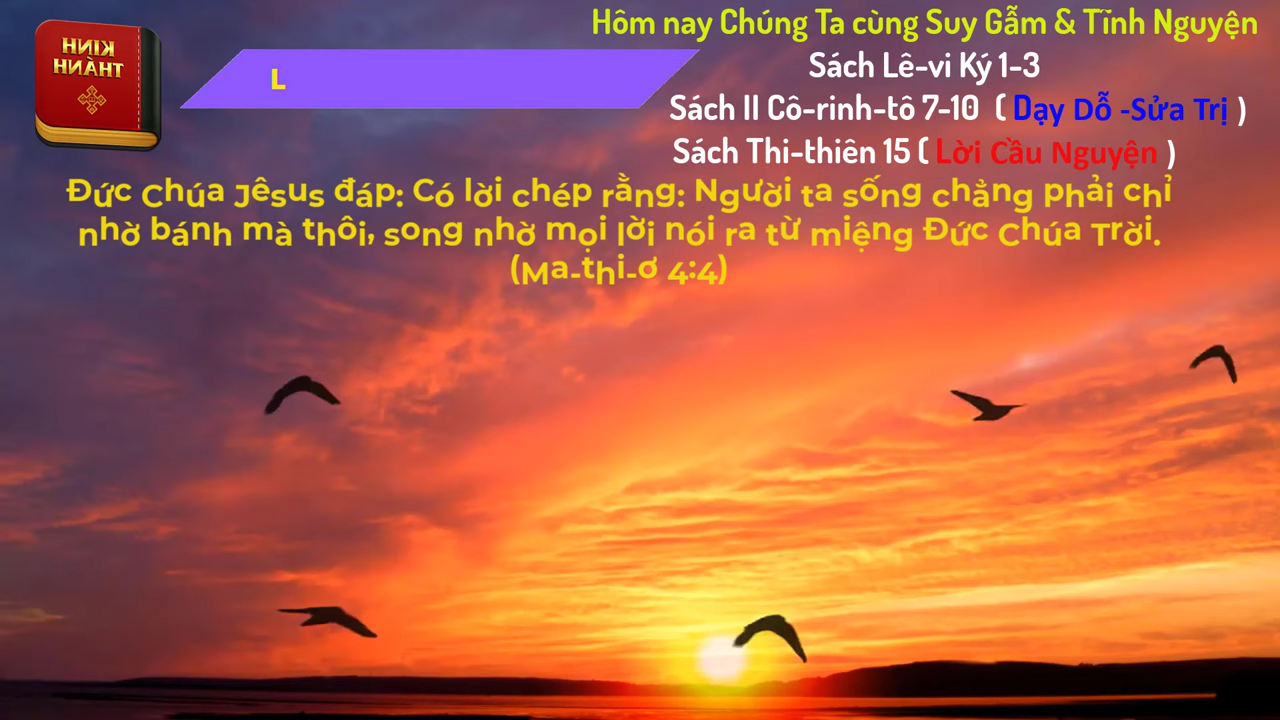 Hôm nay Chúng Ta cùng Suy Gẫm & Tĩnh Nguyện
KINH
THÁNH
L
Sách Lê-vi Ký 1-3
Sách II Cô-rinh-tô 7-10 ( Dạy Dỗ -Sửa Trị )
Sách Thi-thiên 15 ( Lời Cầu Nguyện )
Đức Chúa Jêsus đáp: Có lời chép rằng: Người ta sống chẳng phải chỉ
nhờ bánh mà thôi, song nhờ mọi lời nói ra từ miệng Đức Chúa Trời.
(Ma-thi-ơ 4:4)